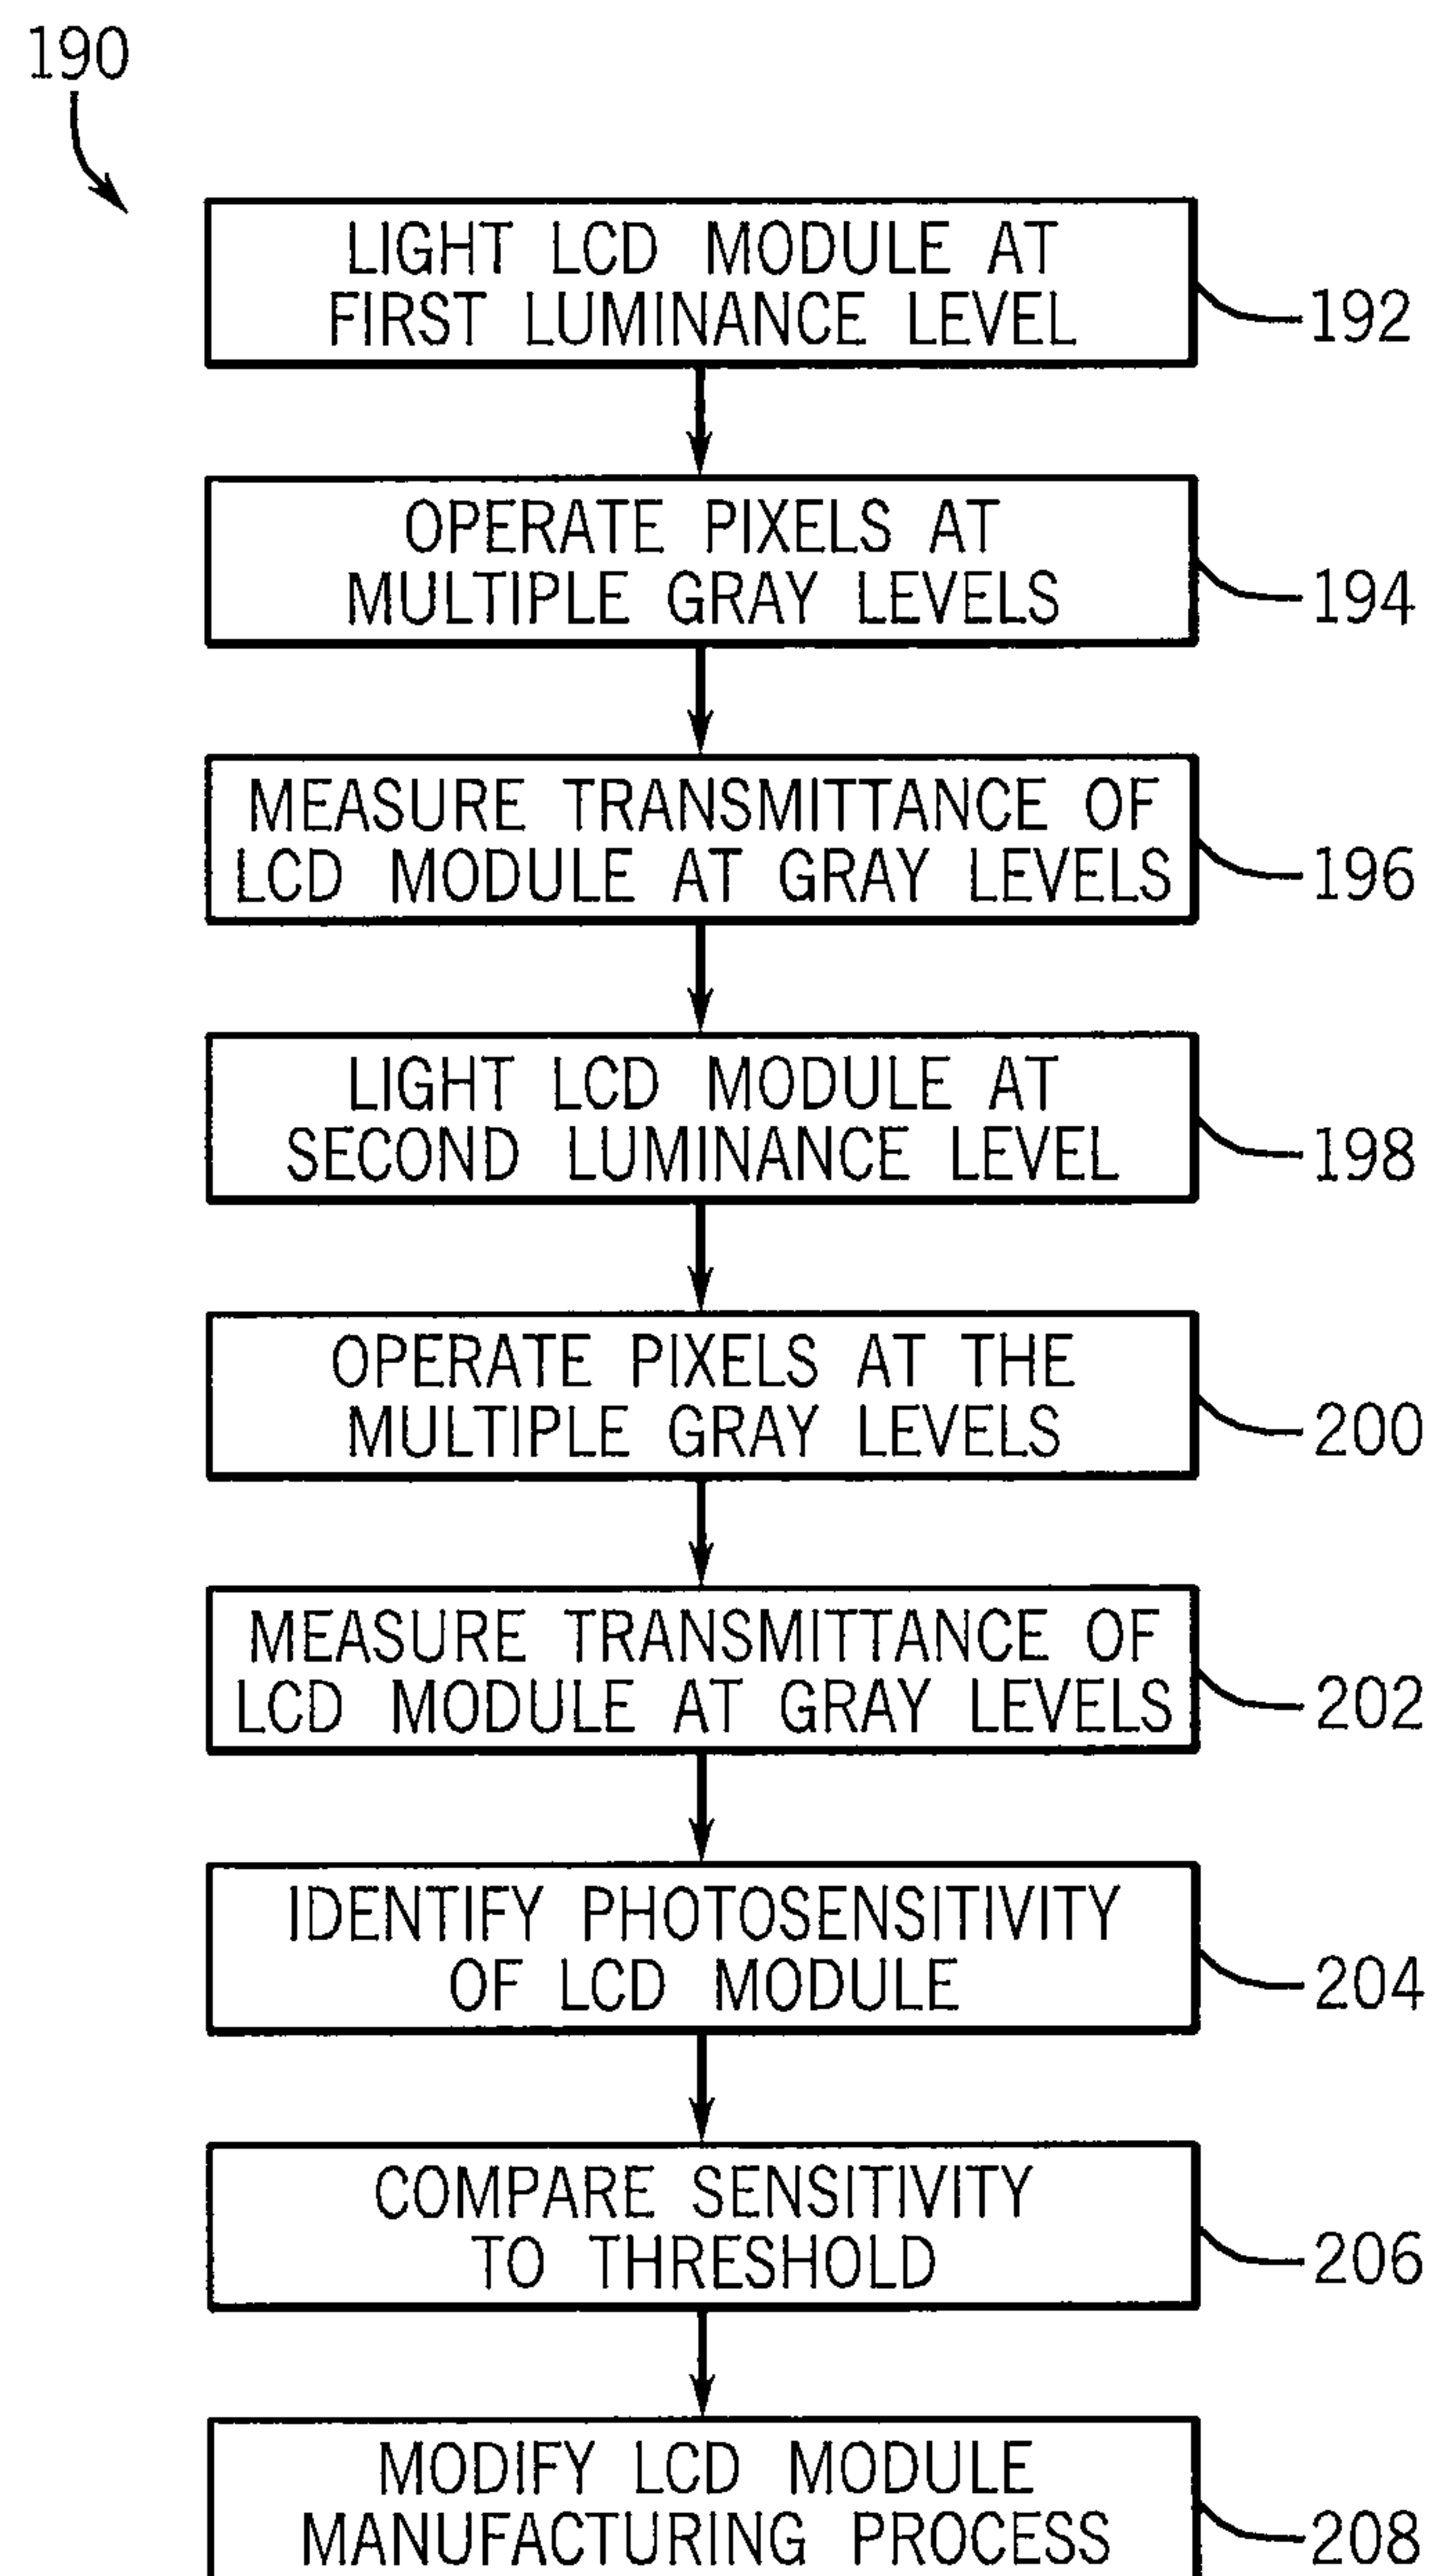 190
LIGHT LCD MODULE AT
FIRST LUMINANCE LEVEL
192
OPERATE PIXELS AT
MULTIPLE GRAY LEVELS
194
MEASURE TRANSMITTANCE OF
LCD MODULE AT GRAY LEVELS
196
LIGHT LCD MODULE AT
SECOND LUMINANCE LEVEL
198
OPERATE PIXELS AT THE
MULTIPLE GRAY LEVELS
200
MEASURE TRANSMITTANCE OF
LCD MODULE AT GRAY LEVELS
202
IDENTIFY PHOTOSENSITIVITY
OF LCD MODULE
204
COMPARE SENSITIVITY
TO THRESHOLD
206
MODIFY LCD MODULE
MANUFACTURING PROCESS
208